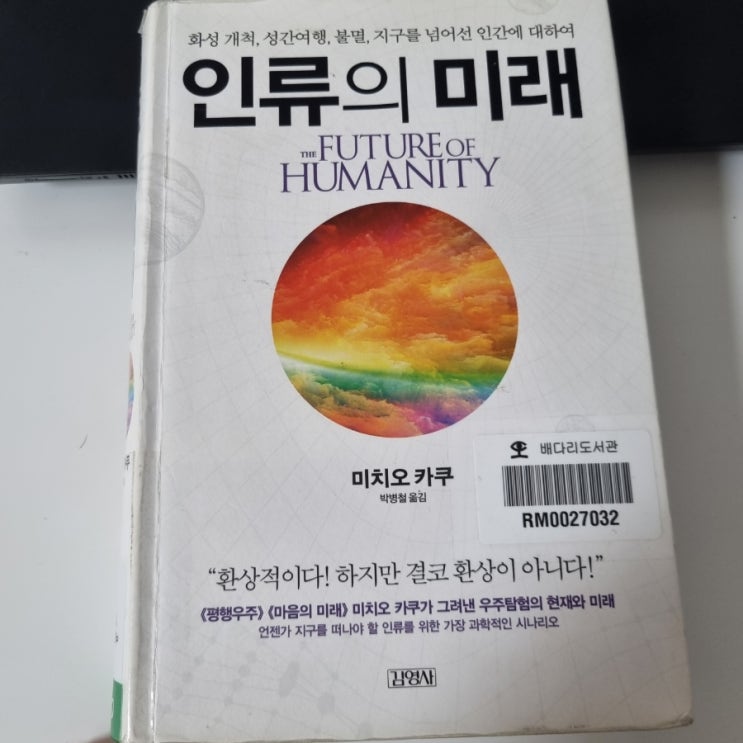 화성 개척, 성간여행, 불멸, 지구를 넘어선 인간에 대하여
인류의 미래
THE FUTURE OF
HUMANITY
미치오 카쿠
박병철 옮김
배다리도서관
RM0027032
“환상적이다! 하지만 결코 환상이 아니다!”
《평행우주》 《마음의 미래》 미치오 카쿠가 그려낸 우주탐험의 현재와 미래
언젠가 지구를 떠나야 할 인류를 위한 가장 과학적인 시나리오
김영사